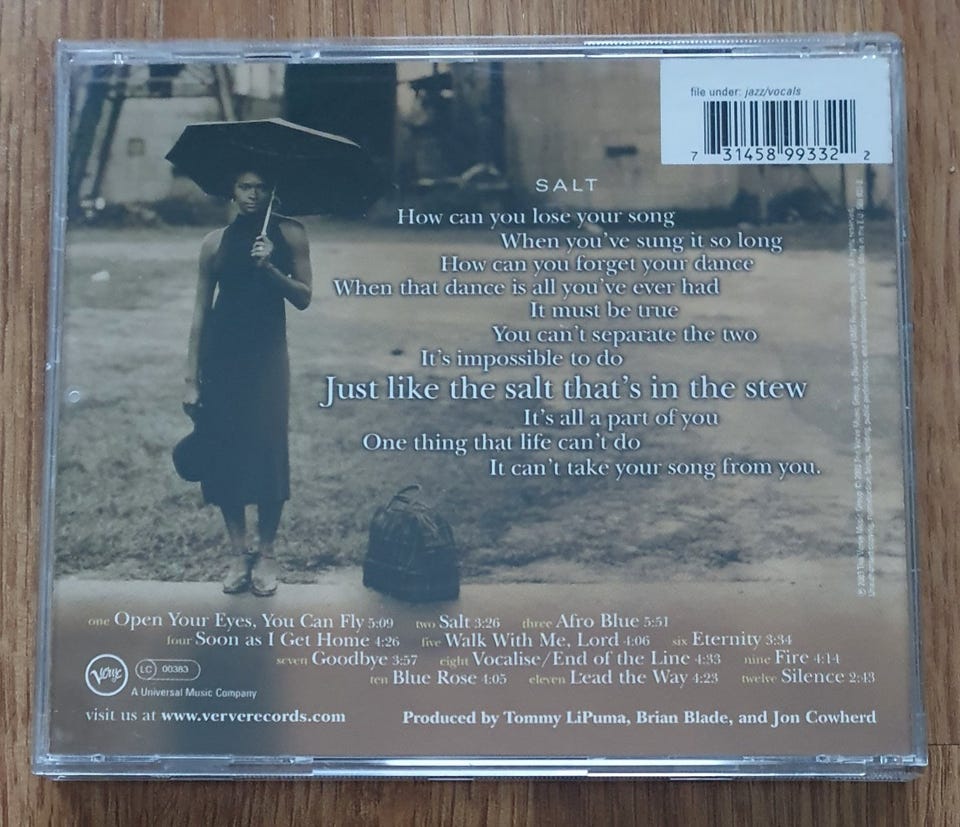 file under: jazz/vocals
7 31458 99332 2
SALT
How can you lose your song
When you've sung it so long
How can you forget your dance
When that dance is all you've ever had
It must be true
You can't separate the two
It's impossible to do
Just like the salt that's in the stew
It's all a part of you
One thing that life can't do
It can't take your song from you.
one Open Your Eyes, You Can Fly 5:09 two Salt 3:26 three Afro Blue 5:51
four Soon as I Get Home 4:26 five Walk With Me, Lord 4:06 six Eternity 3:34
seven Goodbye 3:57 eight Vocalise/End of the Line 4:33 nine Fire 4:14
ten Blue Rose 4:05 eleven Lead the Way 4:23 twelve Silence 2:43
Verve
LC 00383
A Universal Music Company
visit us at www.ververecords.com Produced by Tommy LiPuma, Brian Blade, and Jon Cowherd